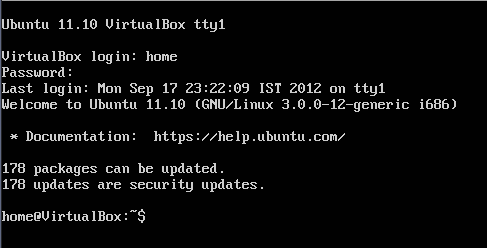 Ubuntu 11.10 VirtualBox tty1
VirtualBox login: home
Password:
Last login: Mon Sep 17 23:22:09 IST 2012 on tty1
Welcome to Ubuntu 11.10 (GNU/Linux 3.0.0-12-generic i686)
* Documentation:  https://help.ubuntu.com/
178 packages can be updated.
178 updates are security updates.
home@VirtualBox:~$